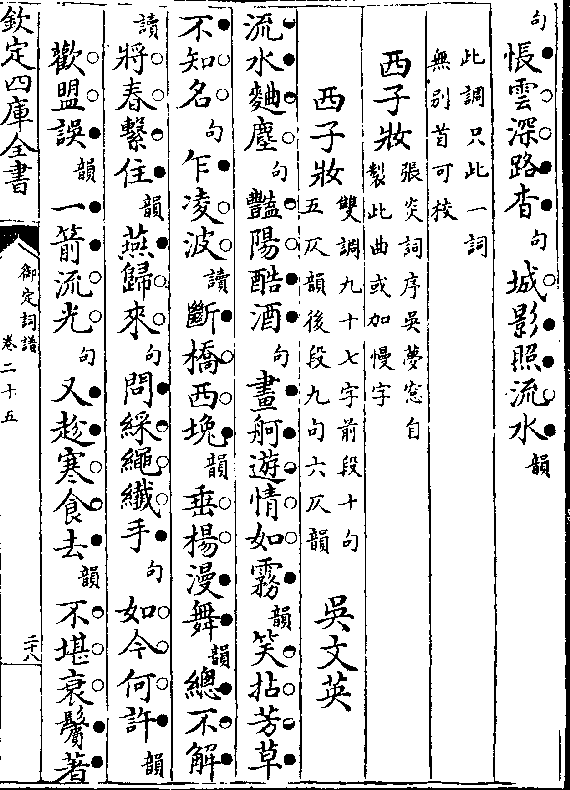 句悵雲深路杳句城影照流水韻
此調只此一詞
無別首可校
西子妝張炎詞序吳夢窓自
製此曲或加慢字
西子妝雙調九十七字前段十句
五仄韻後段九句六仄韻吳文英
流水麯塵句豔陽酷酒句畫舸遊情如霧韻笑拈芳草
不知名句乍凌波讀斷橋西堍韻垂楊漫舞韻總不解
讀將春繫住韻燕歸來句問綵繩纖手句如今何許韻
歡盟誤韻一箭流光句又趁寒食去韻不堪衰鬢著
欽定四庫全書
御定詞譜
卷二十五
二十八